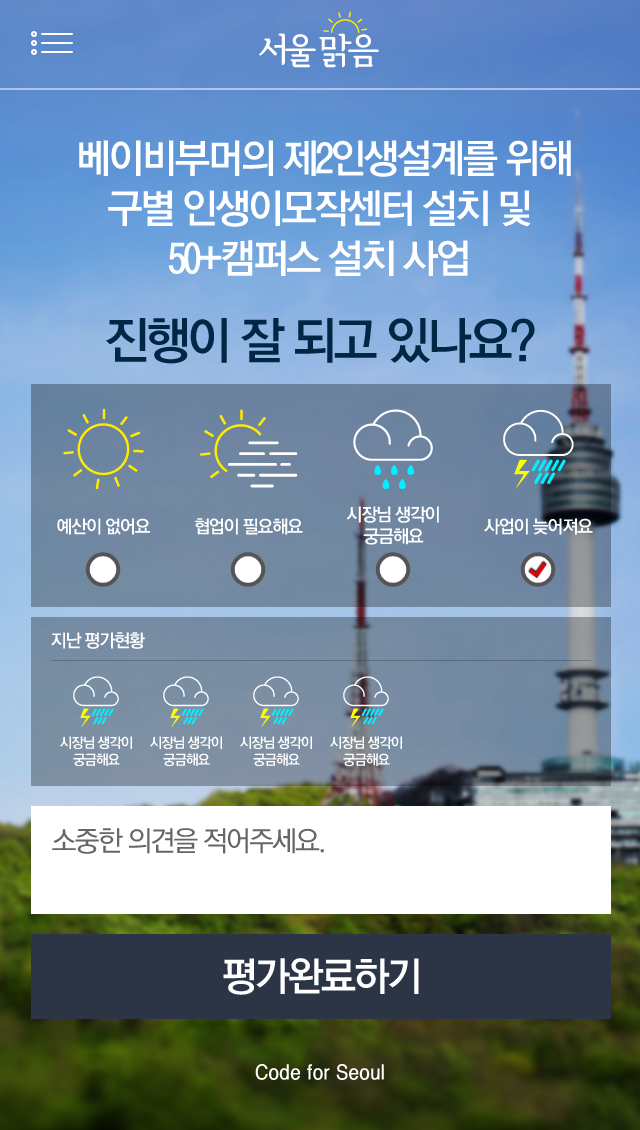 서울 맑음
베이비부머의 제2인생설계를 위해
구별 인생이모작센터 설치 및
50+캠퍼스 설치 사업
진행이 잘 되고 있나요?
예산이 없어요
협업이 필요해요
시장님 생각이
궁금해요
사업이 늦어져요
지난 평가현황
시장님 생각이
궁금해요
시장님 생각이
궁금해요
시장님 생각이
궁금해요
시장님 생각이
궁금해요
소중한 의견을 적어주세요.
평가완료하기
Code for Seoul